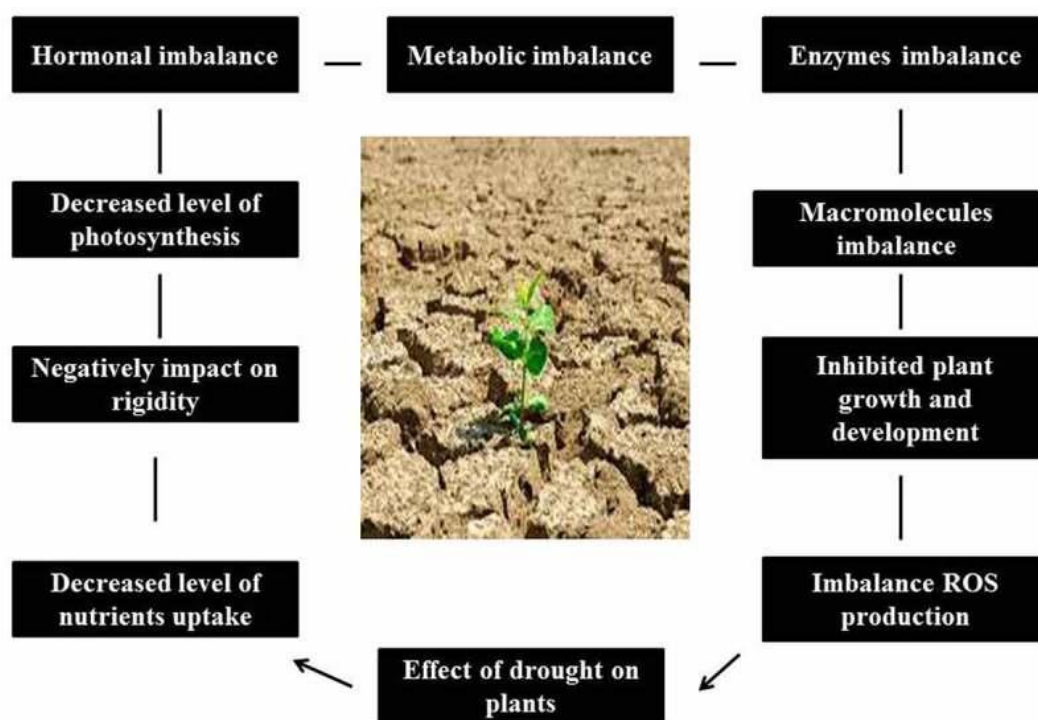 Hormonal imbalance
Metabolic imbalance
Enzymes imbalance
Decreased level of
photosynthesis
Macromolecules
imbalance
Negatively impact on
rigidity
Inhibited plant
growth and
development
Decreased level of
nutrients uptake
Imbalance ROS
production
Effect of drought on
plants